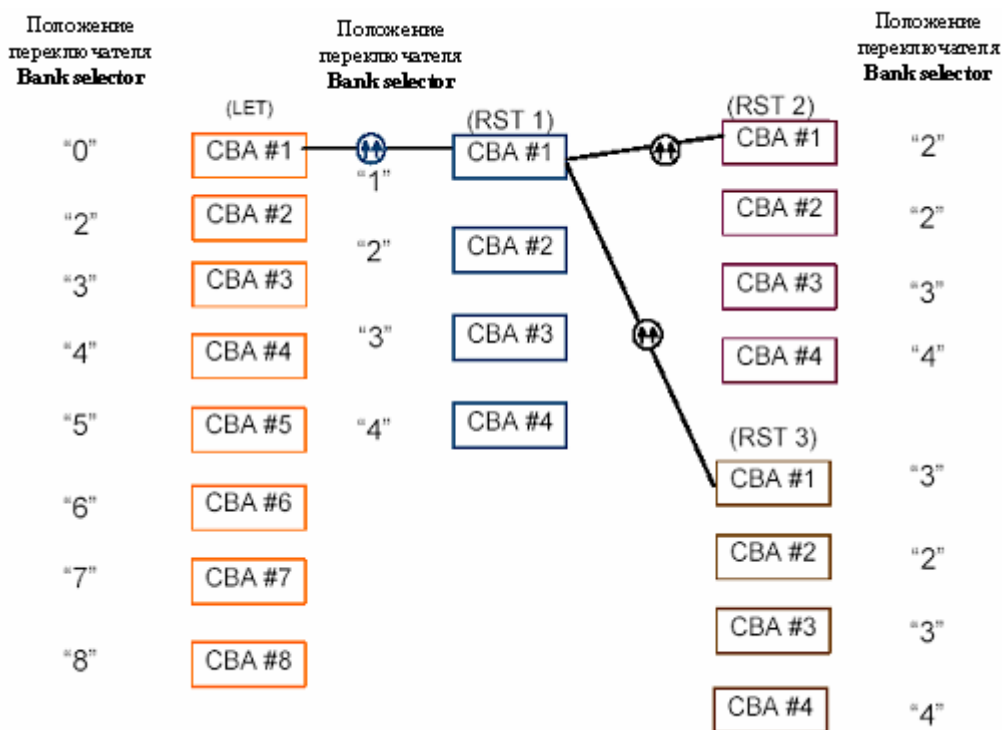 Положение
переключателя
Bank selector
Положение
переключателя
Bank selector
Положение
переключателя
Bank selector
(LET)
(RST 1)
(RST 2)
“0” CBA #1 “1” CBA #1 CBA #1 “2”
“2” CBA #2 “2” CBA #2 CBA #2 “2”
“3” CBA #3 “3” CBA #3 CBA #3 “3”
“4” CBA #4 “4” CBA #4 CBA #4 “4”
“5” CBA #5
(RST 3)
“6” CBA #6 CBA #1 “3”
“7” CBA #7 CBA #2 “2”
“8” CBA #8 CBA #3 “3”
CBA #4 “4”